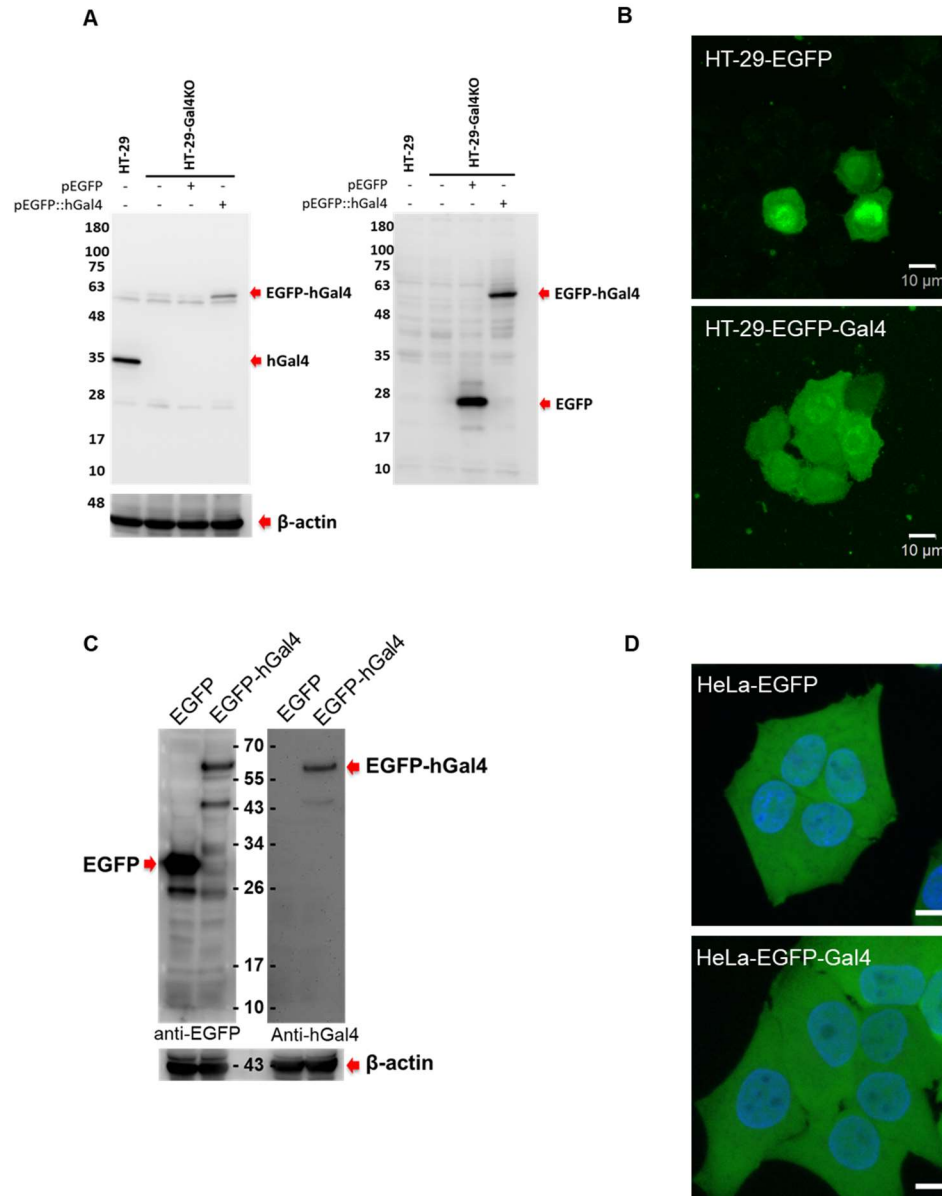 A
HT-29
HT-29-Gal4KO
pEGFP - - + -
pEGFP::hGal4 - - - +
180
100
75
63
48
35
28
17
10
EGFP-hGal4
hGal4
48
β-actin
HT-29
HT-29-Gal4KO
pEGFP - - + -
pEGFP::hGal4 - - - +
180
100
75
63
48
35
28
17
10
EGFP-hGal4
EGFP
B
HT-29-EGFP
10 µm
HT-29-EGFP-Gal4
10 µm
C
EGFP
EGFP-hGal4
EGFP
EGFP-hGal4
- 70 -
- 55 -
- 43 -
- 34 -
- 26 -
- 17 -
- 10 -
EGFP-hGal4
EGFP
anti-EGFP
Anti-hGal4
- 43 -
β-actin
D
HeLa-EGFP
HeLa-EGFP-Gal4